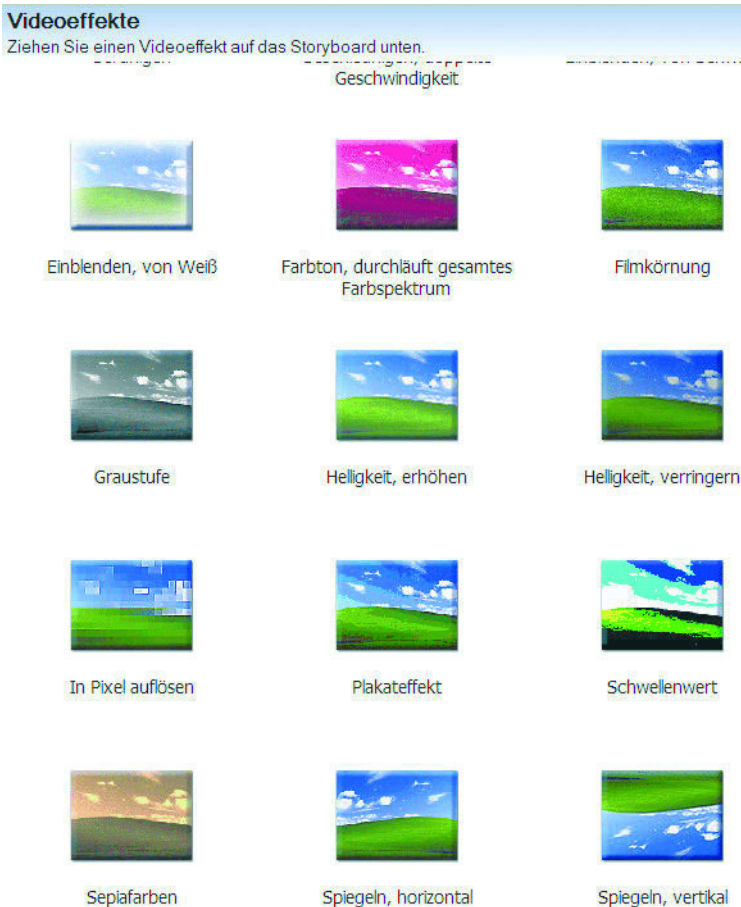 Videoeffekte
Ziehen Sie einen Videoeffekt auf das Storyboard unten.
Geschwindigkeit
Einblenden, von Weiß
Farbton, durchläuft gesamtes
Farbspektrum
Filmkörnung
Graustufe
Helligkeit, erhöhen
Helligkeit, verringern
In Pixel auflösen
Plakateffekt
Schwellenwert
Sepiafarben
Spiegeln, horizontal
Spiegeln, vertikal